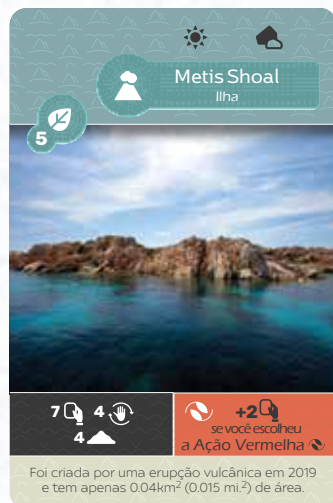 Metis Shoal
Ilha
5
7 4
4
+2
se você escolheu
a Ação Vermelha
Foi criada por uma erupção vulcânica em 2019
e tem apenas 0.04km² (0.015 mi.²) de área.